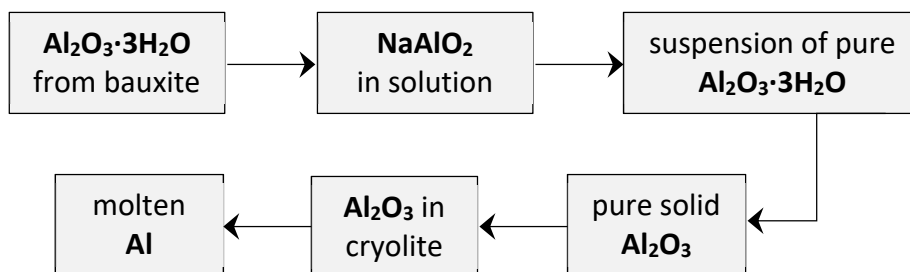 Al₂O₃·3H₂O
from bauxite
NaAlO₂
in solution
suspension of pure
Al₂O₃·3H₂O
pure solid
Al₂O₃
Al₂O₃ in
cryolite
molten
Al